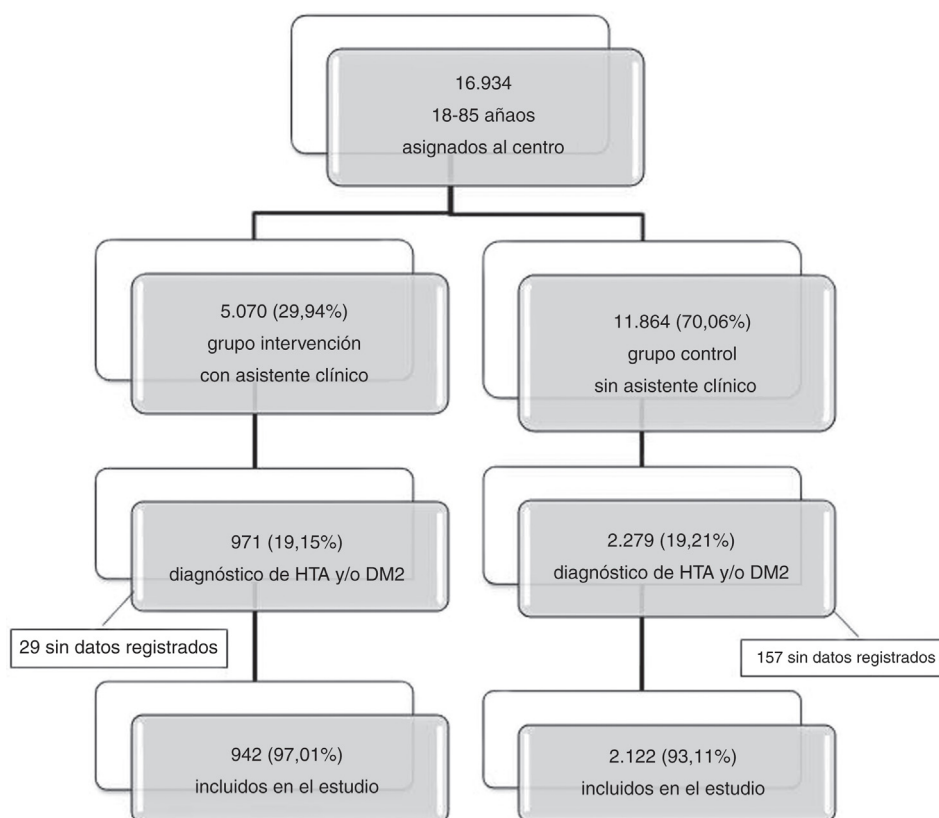 16.934
18-85 añaos
asignados al centro
5.070 (29,94%)
grupo intervención
con asistente clínico
11.864 (70,06%)
grupo control
sin asistente clínico
971 (19,15%)
diagnóstico de HTA y/o DM2
2.279 (19,21%)
diagnóstico de HTA y/o DM2
29 sin datos registrados
157 sin datos registrados
942 (97,01%)
incluidos en el estudio
2.122 (93,11%)
incluidos en el estudio